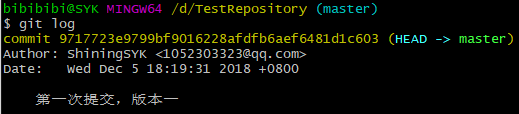 bibibibi@SYK MINGW64 /d/TestRepository (master)
$ git log
commit 9717723e9799bf9016228afdfb6aef6481d1c603 (HEAD -> master)
Author: ShiningSYK <1052303323@qq.com>
Date:   Wed Dec 5 18:19:31 2018 +0800
第一次提交，版本一